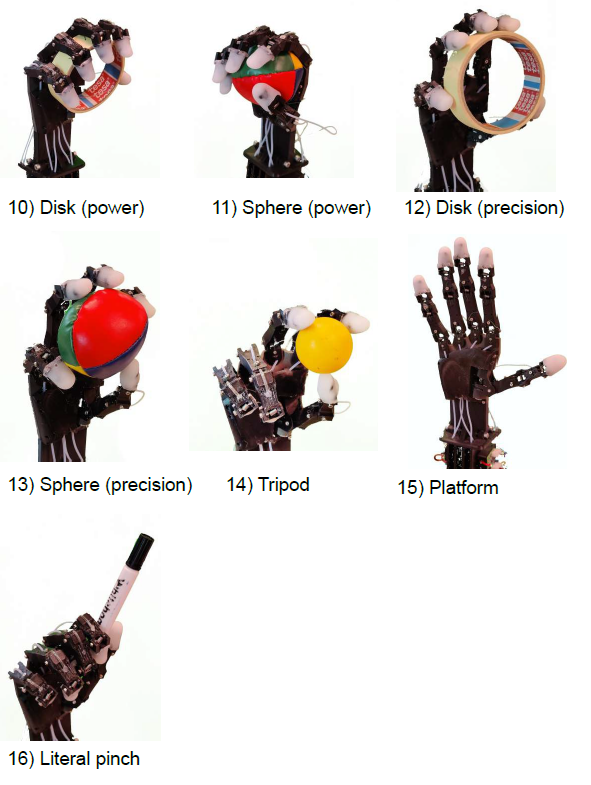 10) Disk (power)
11) Sphere (power)
12) Disk (precision)
13) Sphere (precision)
14) Tripod
15) Platform
16) Literal pinch